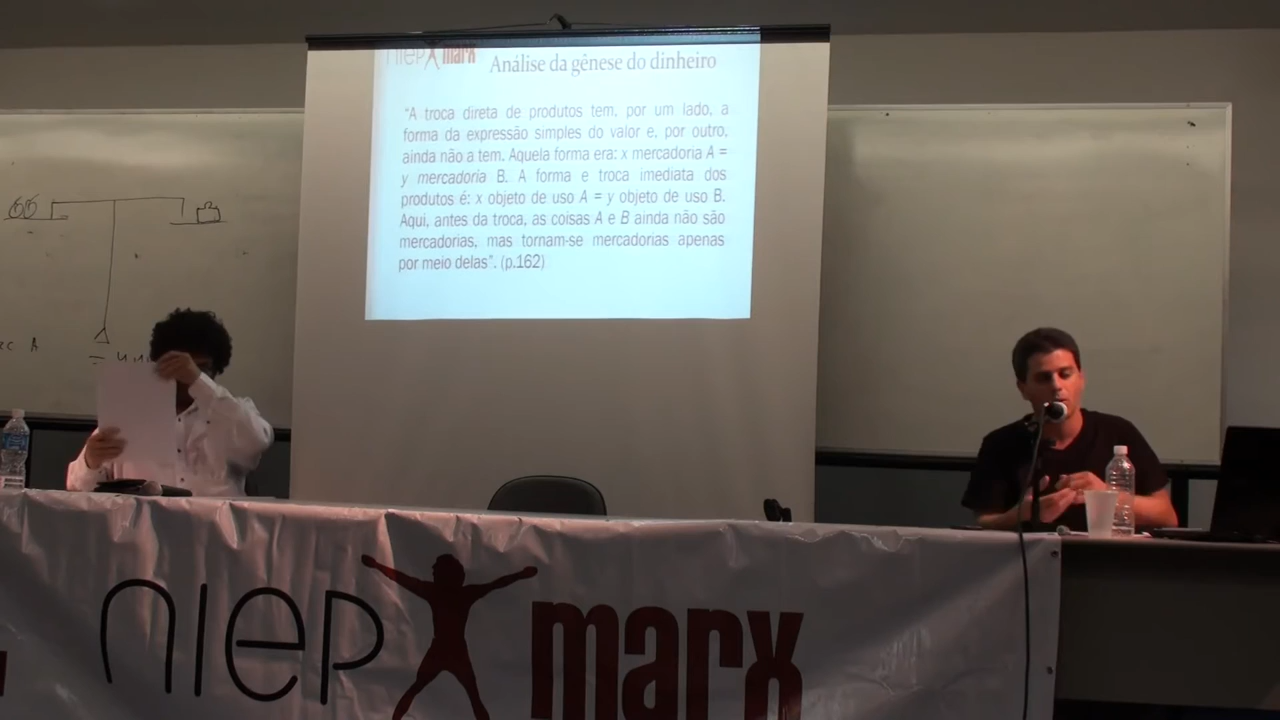 niep marx
Análise da gênese do dinheiro
"A troca direta de produtos tem, por um lado, a
forma da expressão simples do valor e, por outro,
ainda não a tem. Aquela forma era: x mercadoria A =
y mercadoria B. A forma e troca imediata dos
produtos é: x objeto de uso A = y objeto de uso B.
Aqui, antes da troca, as coisas A e B ainda não são
mercadorias, mas tornam-se mercadorias apenas
por meio delas". (p.162)
A
niep marx